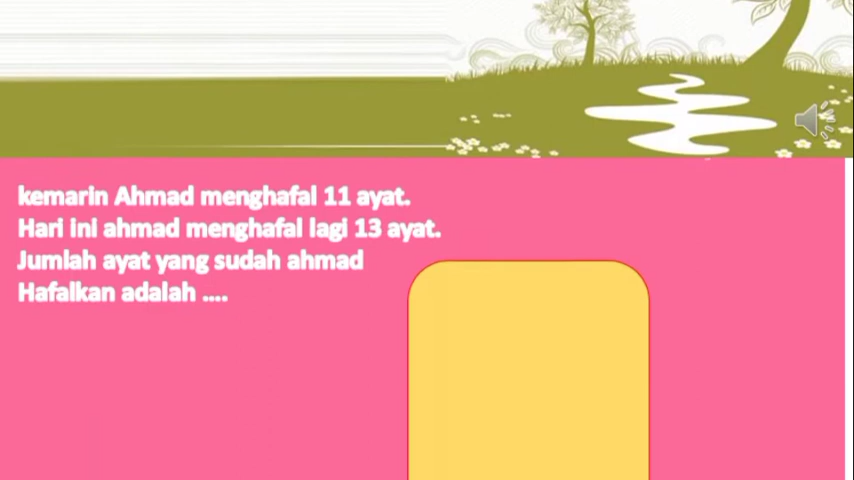 kemarin Ahmad menghafal 11 ayat.
Hari ini ahmad menghafal lagi 13 ayat.
Jumlah ayat yang sudah ahmad
Hafalkan adalah ....